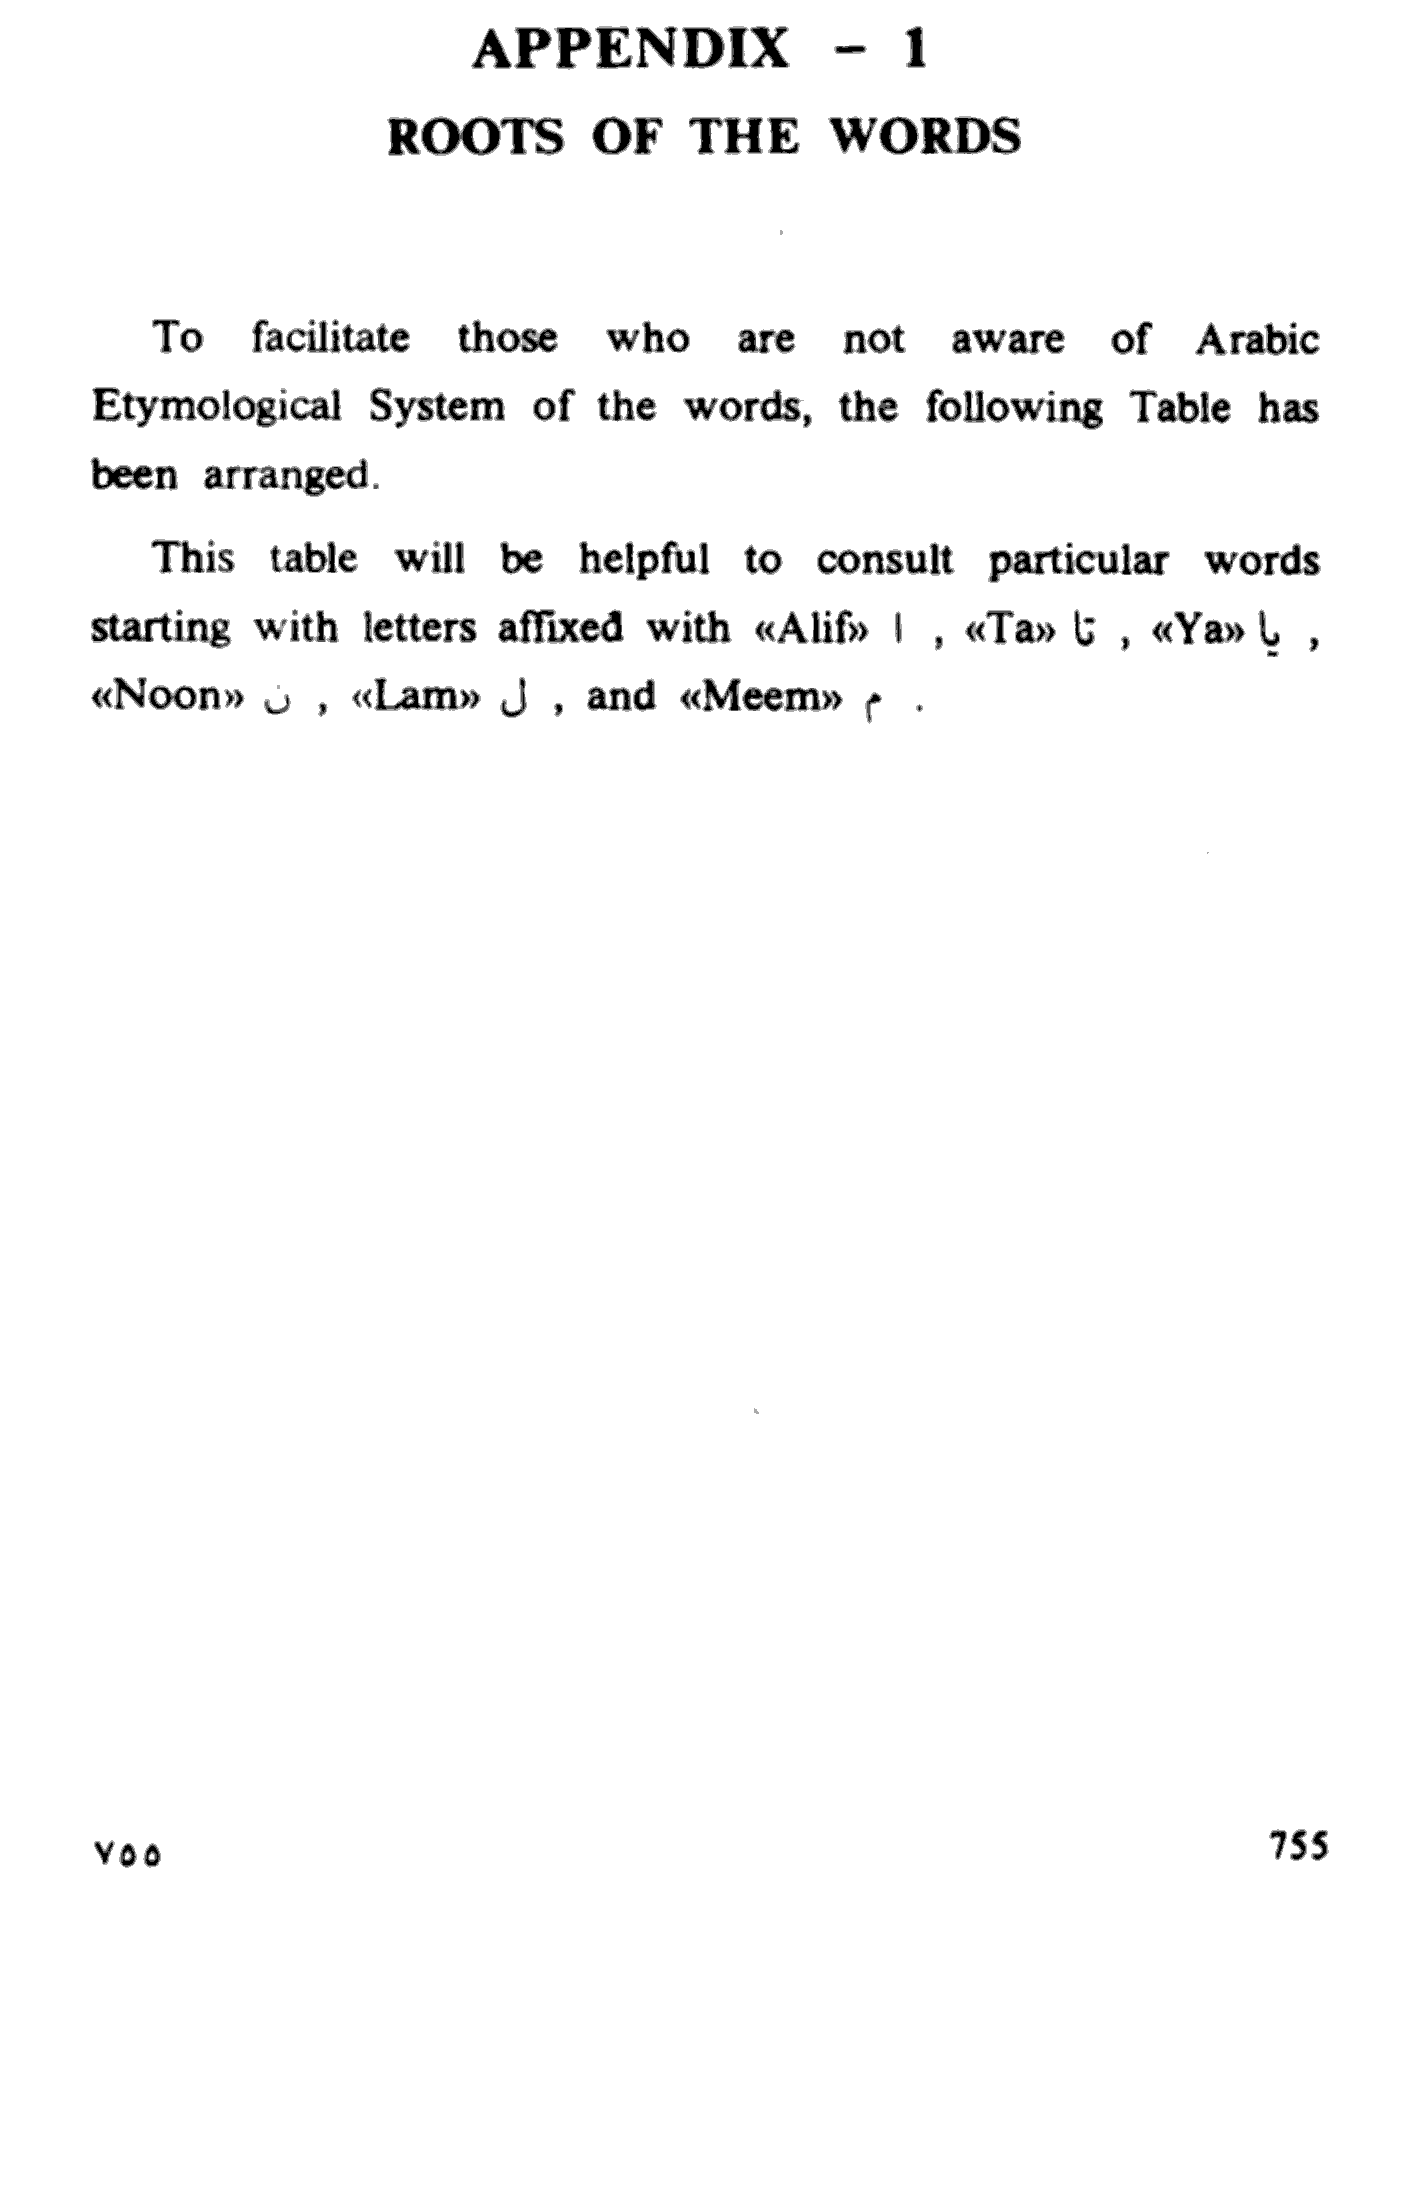 APPENDIX – 1
ROOTS OF THE WORDS
To facilitate those who are not aware of Arabic
Etymological System of the words, the following Table has
been arranged.
This table will be helpful to consult particular words
starting with letters affixed with «Alif» ا , «Ta» تا , «Ya» يا ,
«Noon» ن , «Lam» ل , and «Meem» م .
٧٥٥ 755